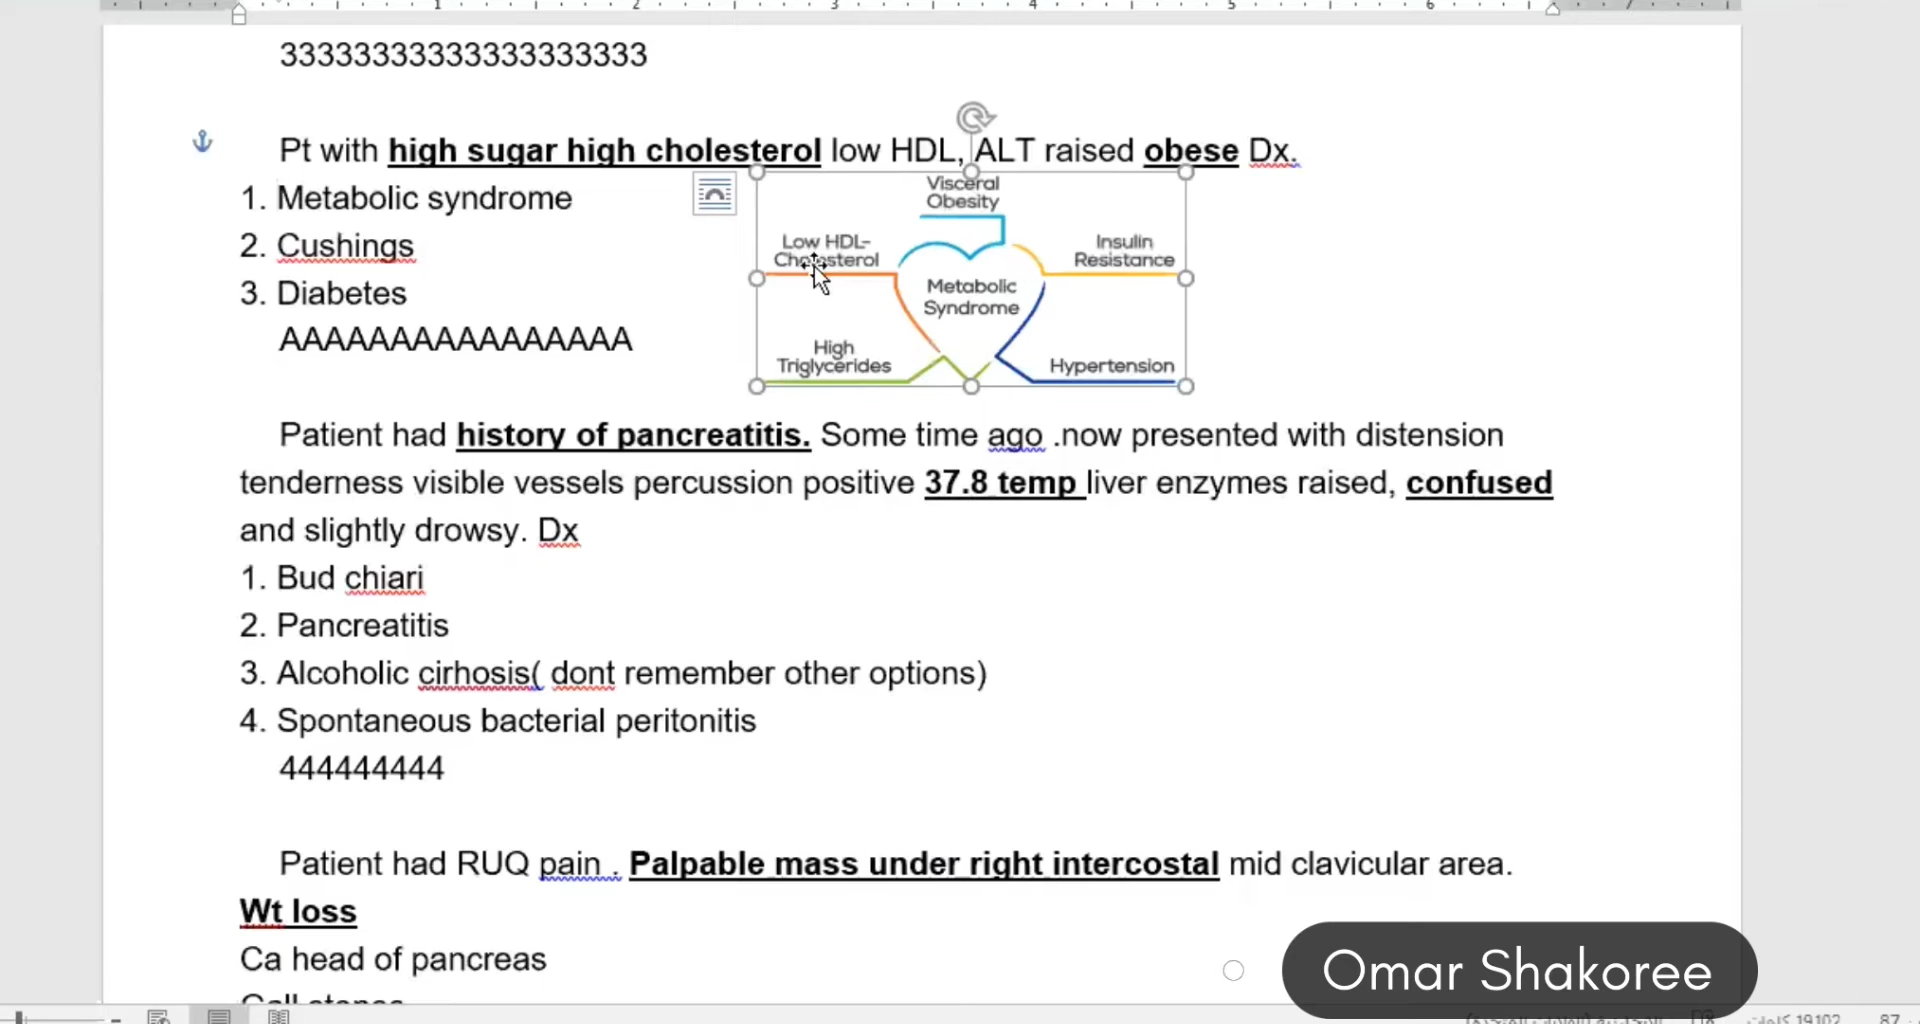 33333333333333333333
Pt with high sugar high cholesterol low HDL, ALT raised obese Dx.
1. Metabolic syndrome
2. Cushings
3. Diabetes
AAAAAAAAAAAAAAAA
Visceral
Obesity
Low HDL-
Cholesterol
Insulin
Resistance
Metabolic
Syndrome
High
Triglycerides
Hypertension
Patient had history of pancreatitis. Some time ago .now presented with distension
tenderness visible vessels percussion positive 37.8 temp liver enzymes raised, confused
and slightly drowsy. Dx
1. Bud chiari
2. Pancreatitis
3. Alcoholic cirhosis( dont remember other options)
4. Spontaneous bacterial peritonitis
444444444
Patient had RUQ pain . Palpable mass under right intercostal mid clavicular area.
Wt loss
Ca head of pancreas
Omar Shakoree